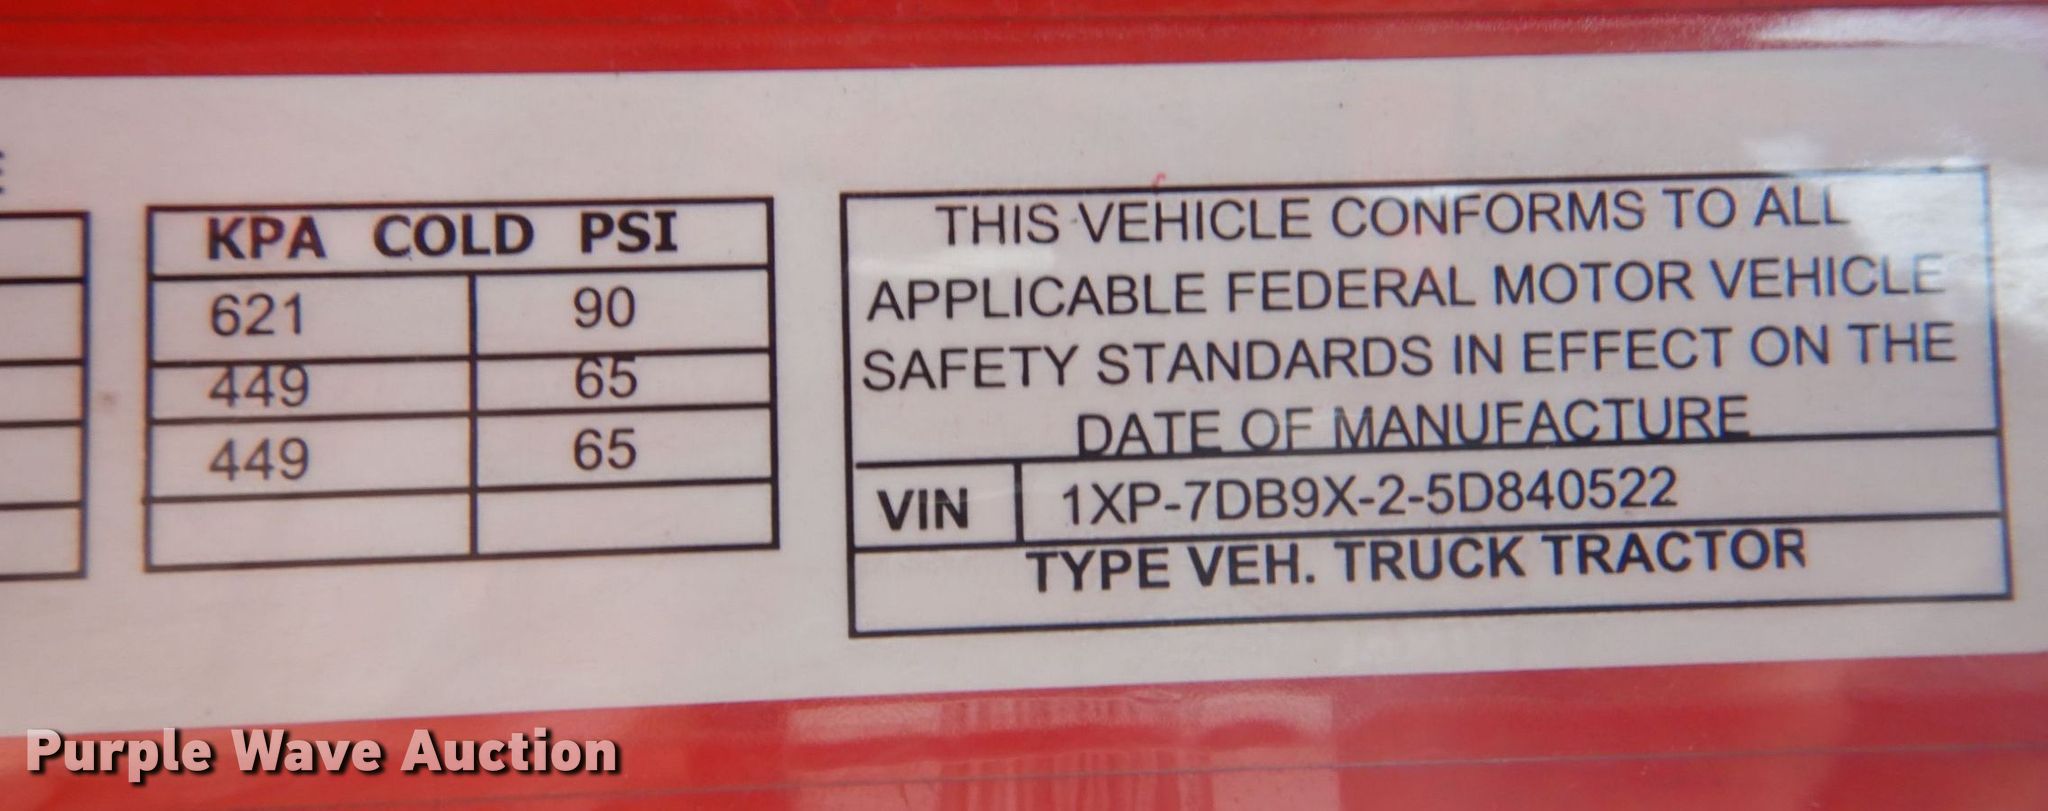 KPA COLD PSI
621 90
449 65
449 65
THIS VEHICLE CONFORMS TO ALL
APPLICABLE FEDERAL MOTOR VEHICLE
SAFETY STANDARDS IN EFFECT ON THE
DATE OF MANUFACTURE
VIN 1XP-7DB9X-2-5D840522
TYPE VEH. TRUCK TRACTOR
Purple Wave Auction